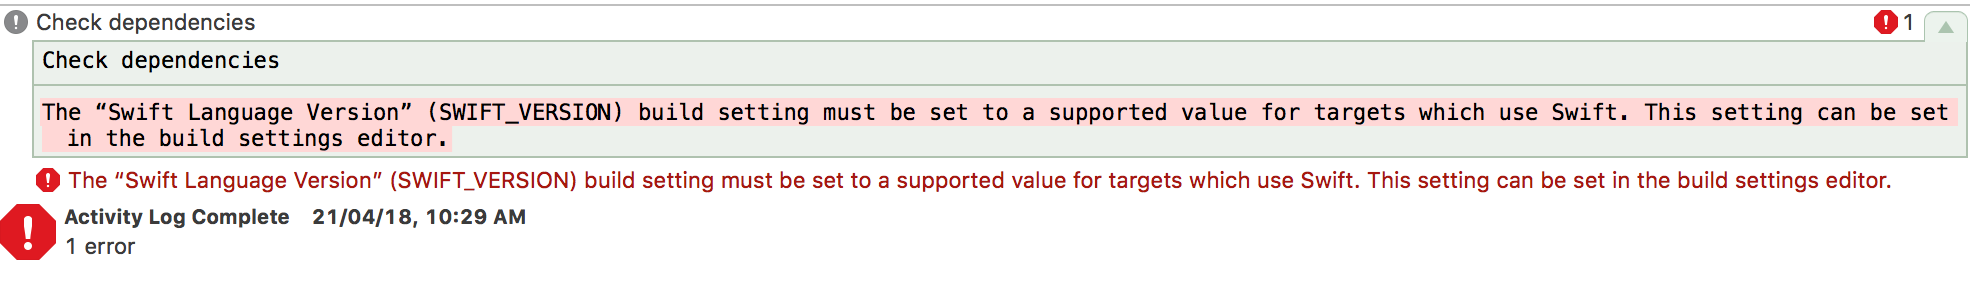 Check dependencies
1
Check dependencies
The “Swift Language Version” (SWIFT_VERSION) build setting must be set to a supported value for targets which use Swift. This setting can be set
in the build settings editor.
The “Swift Language Version” (SWIFT_VERSION) build setting must be set to a supported value for targets which use Swift. This setting can be set in the build settings editor.
Activity Log Complete 21/04/18, 10:29 AM
1 error